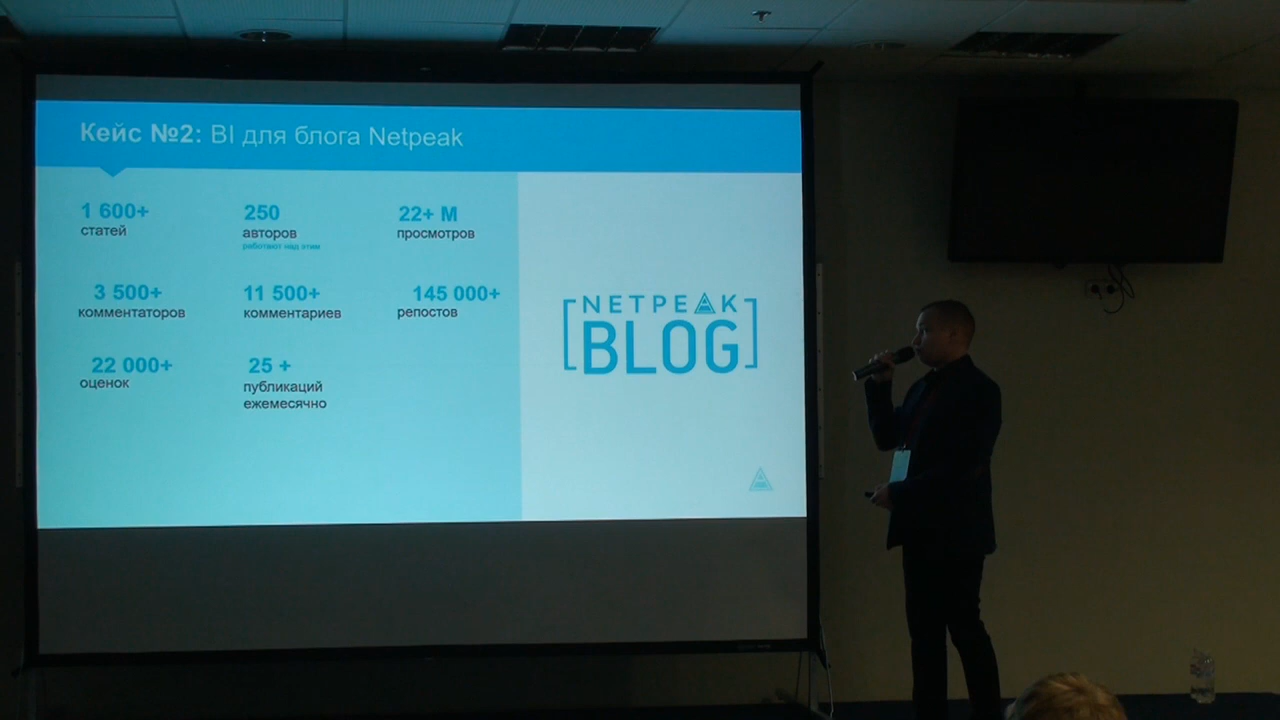 Кейс №2: BI для блога Netpeak
1 600+
статей
250
авторов
работают над этим
22+ M
просмотров
3 500+
комментаторов
11 500+
комментариев
145 000+
репостов
22 000+
оценок
25 +
публикаций
ежемесячно
NETPEAK
BLOG